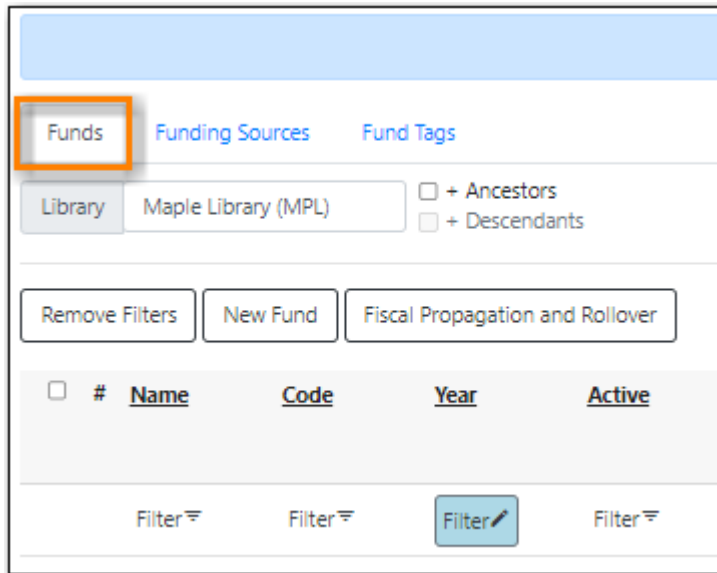 Funds Funding Sources Fund Tags
Library Maple Library (MPL) + Ancestors
+ Descendants
Remove Filters New Fund Fiscal Propagation and Rollover
# Name Code Year Active
Filter Filter Filter Filter